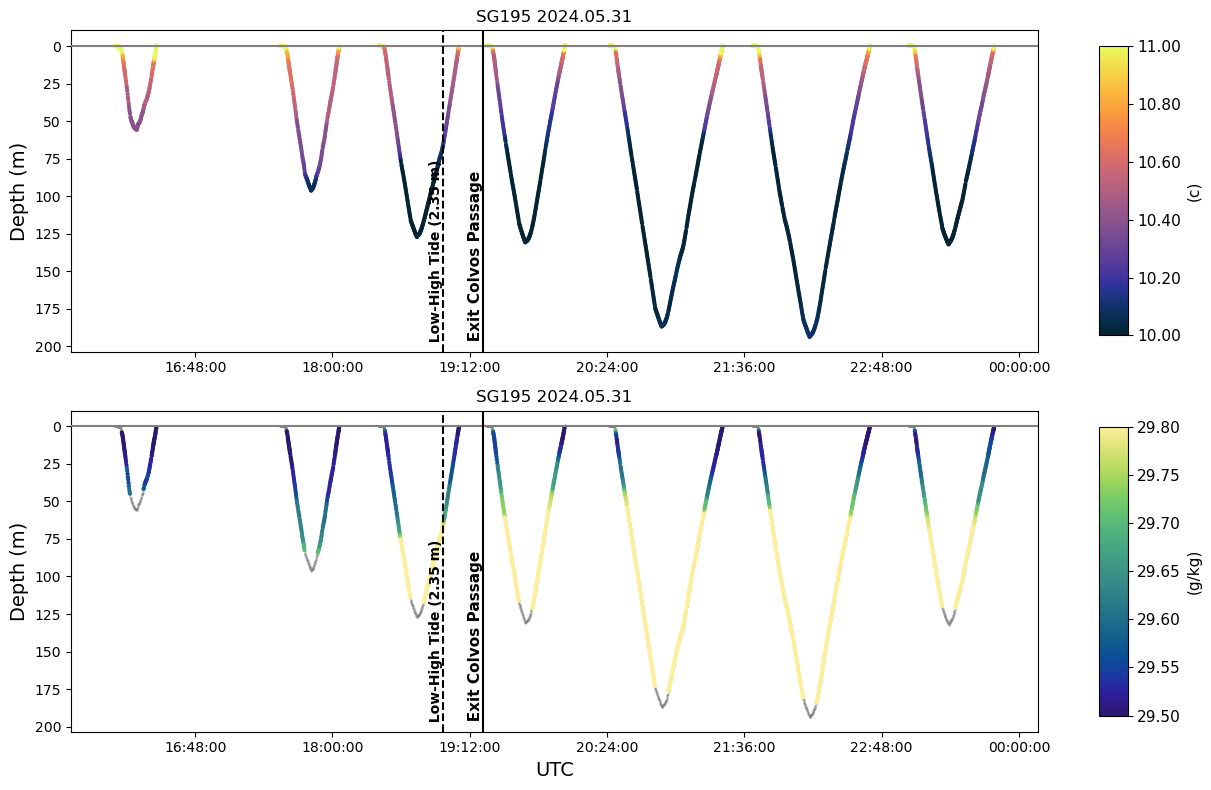 SG195 2024.05.31
0
25
50
75
100
125
150
175
200
Depth (m)
Low-High Tide (2.35 m)
Exit Colvos Passage
16:48:00 18:00:00 19:12:00 20:24:00 21:36:00 22:48:00 00:00:00
11.00
10.80
10.60
10.40
10.20
10.00
(c)
SG195 2024.05.31
0
25
50
75
100
125
150
175
200
Depth (m)
Low-High Tide (2.35 m)
Exit Colvos Passage
16:48:00 18:00:00 19:12:00 20:24:00 21:36:00 22:48:00 00:00:00
UTC
29.80
29.75
29.70
29.65
29.60
29.55
29.50
(g/kg)